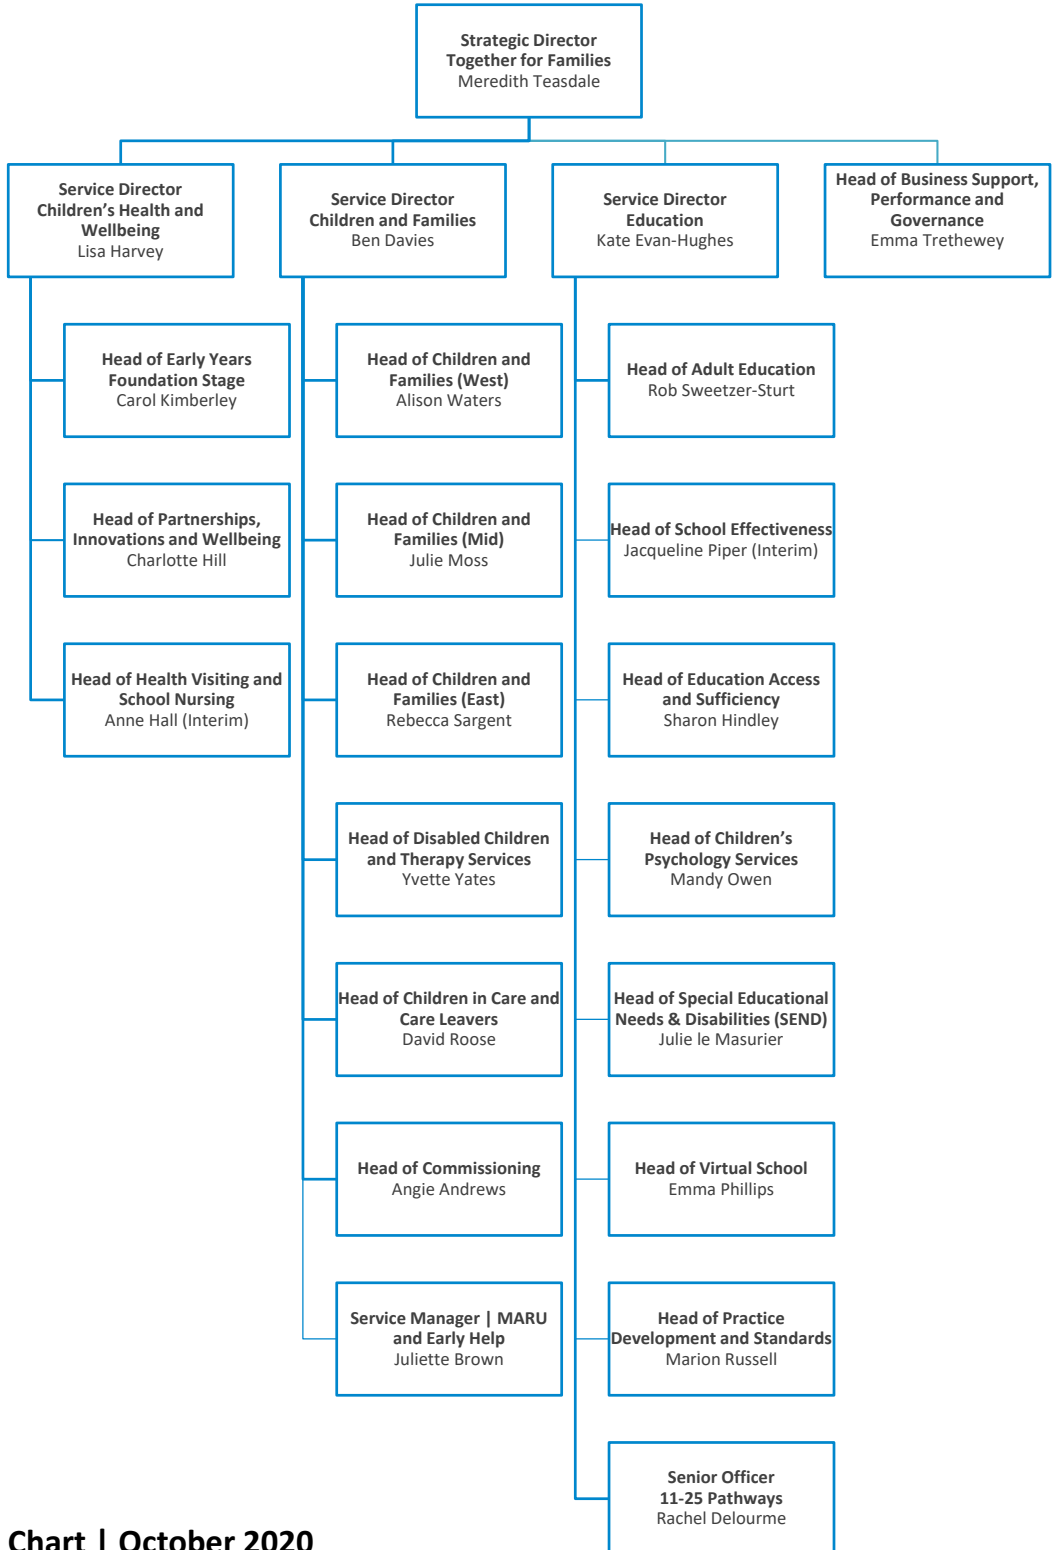 Strategic Director
Together for Families
Meredith Teasdale
Service Director
Children’s Health and
Wellbeing
Lisa Harvey
Service Director
Children and Families
Ben Davies
Service Director
Education
Kate Evan-Hughes
Head of Business Support,
Performance and
Governance
Emma Trethewey
Head of Early Years
Foundation Stage
Carol Kimberley
Head of Partnerships,
Innovations and Wellbeing
Charlotte Hill
Head of Health Visiting and
School Nursing
Anne Hall (Interim)
Head of Children and
Families (West)
Alison Waters
Head of Children and
Families (Mid)
Julie Moss
Head of Children and
Families (East)
Rebecca Sargent
Head of Disabled Children
and Therapy Services
Yvette Yates
Head of Children in Care and
Care Leavers
David Roose
Head of Commissioning
Angie Andrews
Service Manager | MARU
and Early Help
Juliette Brown
Head of Adult Education
Rob Sweetzer-Sturt
Head of School Effectiveness
Jacqueline Piper (Interim)
Head of Education Access
and Sufficiency
Sharon Hindley
Head of Children’s
Psychology Services
Mandy Owen
Head of Special Educational
Needs & Disabilities (SEND)
Julie le Masurier
Head of Virtual School
Emma Phillips
Head of Practice
Development and Standards
Marion Russell
Senior Officer
11-25 Pathways
Rachel Delourme
Chart | October 2020